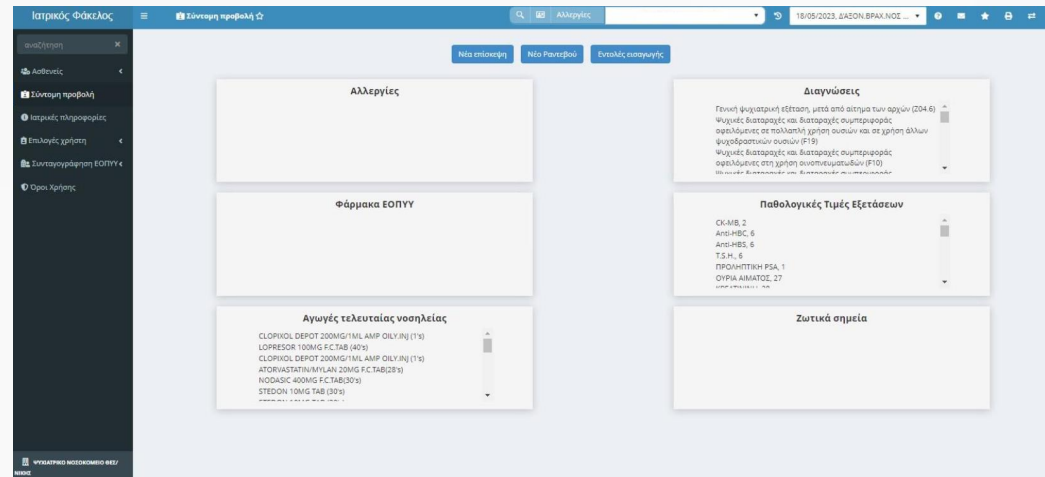 Ιατρικός Φάκελος
Σύντομη προβολή
Αλλεργίες
18/05/2023, Δ'ΑΞΟΝ.ΒΡΑΧ.ΝΟΣ ...
αναζήτηση
Ασθενείς
Σύντομη προβολή
Ιατρικές πληροφορίες
Επιλογές χρήστη
Συνταγογράφηση ΕΟΠΥΥ
Όροι Χρήσης
Νέα επίσκεψη
Νέο Ραντεβού
Εντολές εισαγωγής
Αλλεργίες
Διαγνώσεις
Γενική ψυχιατρική εξέταση, μετά από αίτημα των αρχών (Z04.6)
Ψυχικές διαταραχές και διαταραχές συμπεριφοράς
οφειλόμενες σε πολλαπλή χρήση ουσιών και σε χρήση άλλων
ψυχοδραστικών ουσιών (F19)
Ψυχικές διαταραχές και διαταραχές συμπεριφοράς
οφειλόμενες στη χρήση οινοπνευματωδών (F10)
Ψυχικές διαταραχές και διαταραχές συμπεριφοράς
Φάρμακα ΕΟΠΥΥ
Παθολογικές Τιμές Εξετάσεων
CK-MB, 2
Anti-HBC, 6
Anti-HBS, 6
T.S.H., 6
ΠΡΟΛΗΠΤΙΚΗ PSA, 1
ΟΥΡΙΑ ΑΙΜΑΤΟΣ, 27
Αγωγές τελευταίας νοσηλείας
CLOPIXOL DEPOT 200MG/1ML AMP OILY.INJ (1's)
LOPRESOR 100MG F.C.TAB (40's)
CLOPIXOL DEPOT 200MG/1ML AMP OILY.INJ (1's)
ATORVASTATIN/MYLAN 20MG F.C.TAB(28's)
NODASIC 400MG F.C.TAB(30's)
STEDON 10MG TAB (30's)
Ζωτικά σημεία
ΨΥΧΙΑΤΡΙΚΟ ΝΟΣΟΚΟΜΕΙΟ ΘΕΣ/
ΝΙΚΗΣ